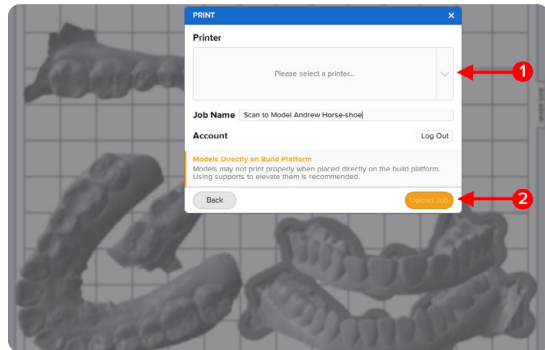 PRINT
Printer
Please select a printer...
1
Job Name Scan to Model Andrew Horse-shoe
Account Log Out
Models Directly on Build Platform
Models may not print properly when placed directly on the build platform.
Using supports to elevate them is recommended.
Back Upload Job
2